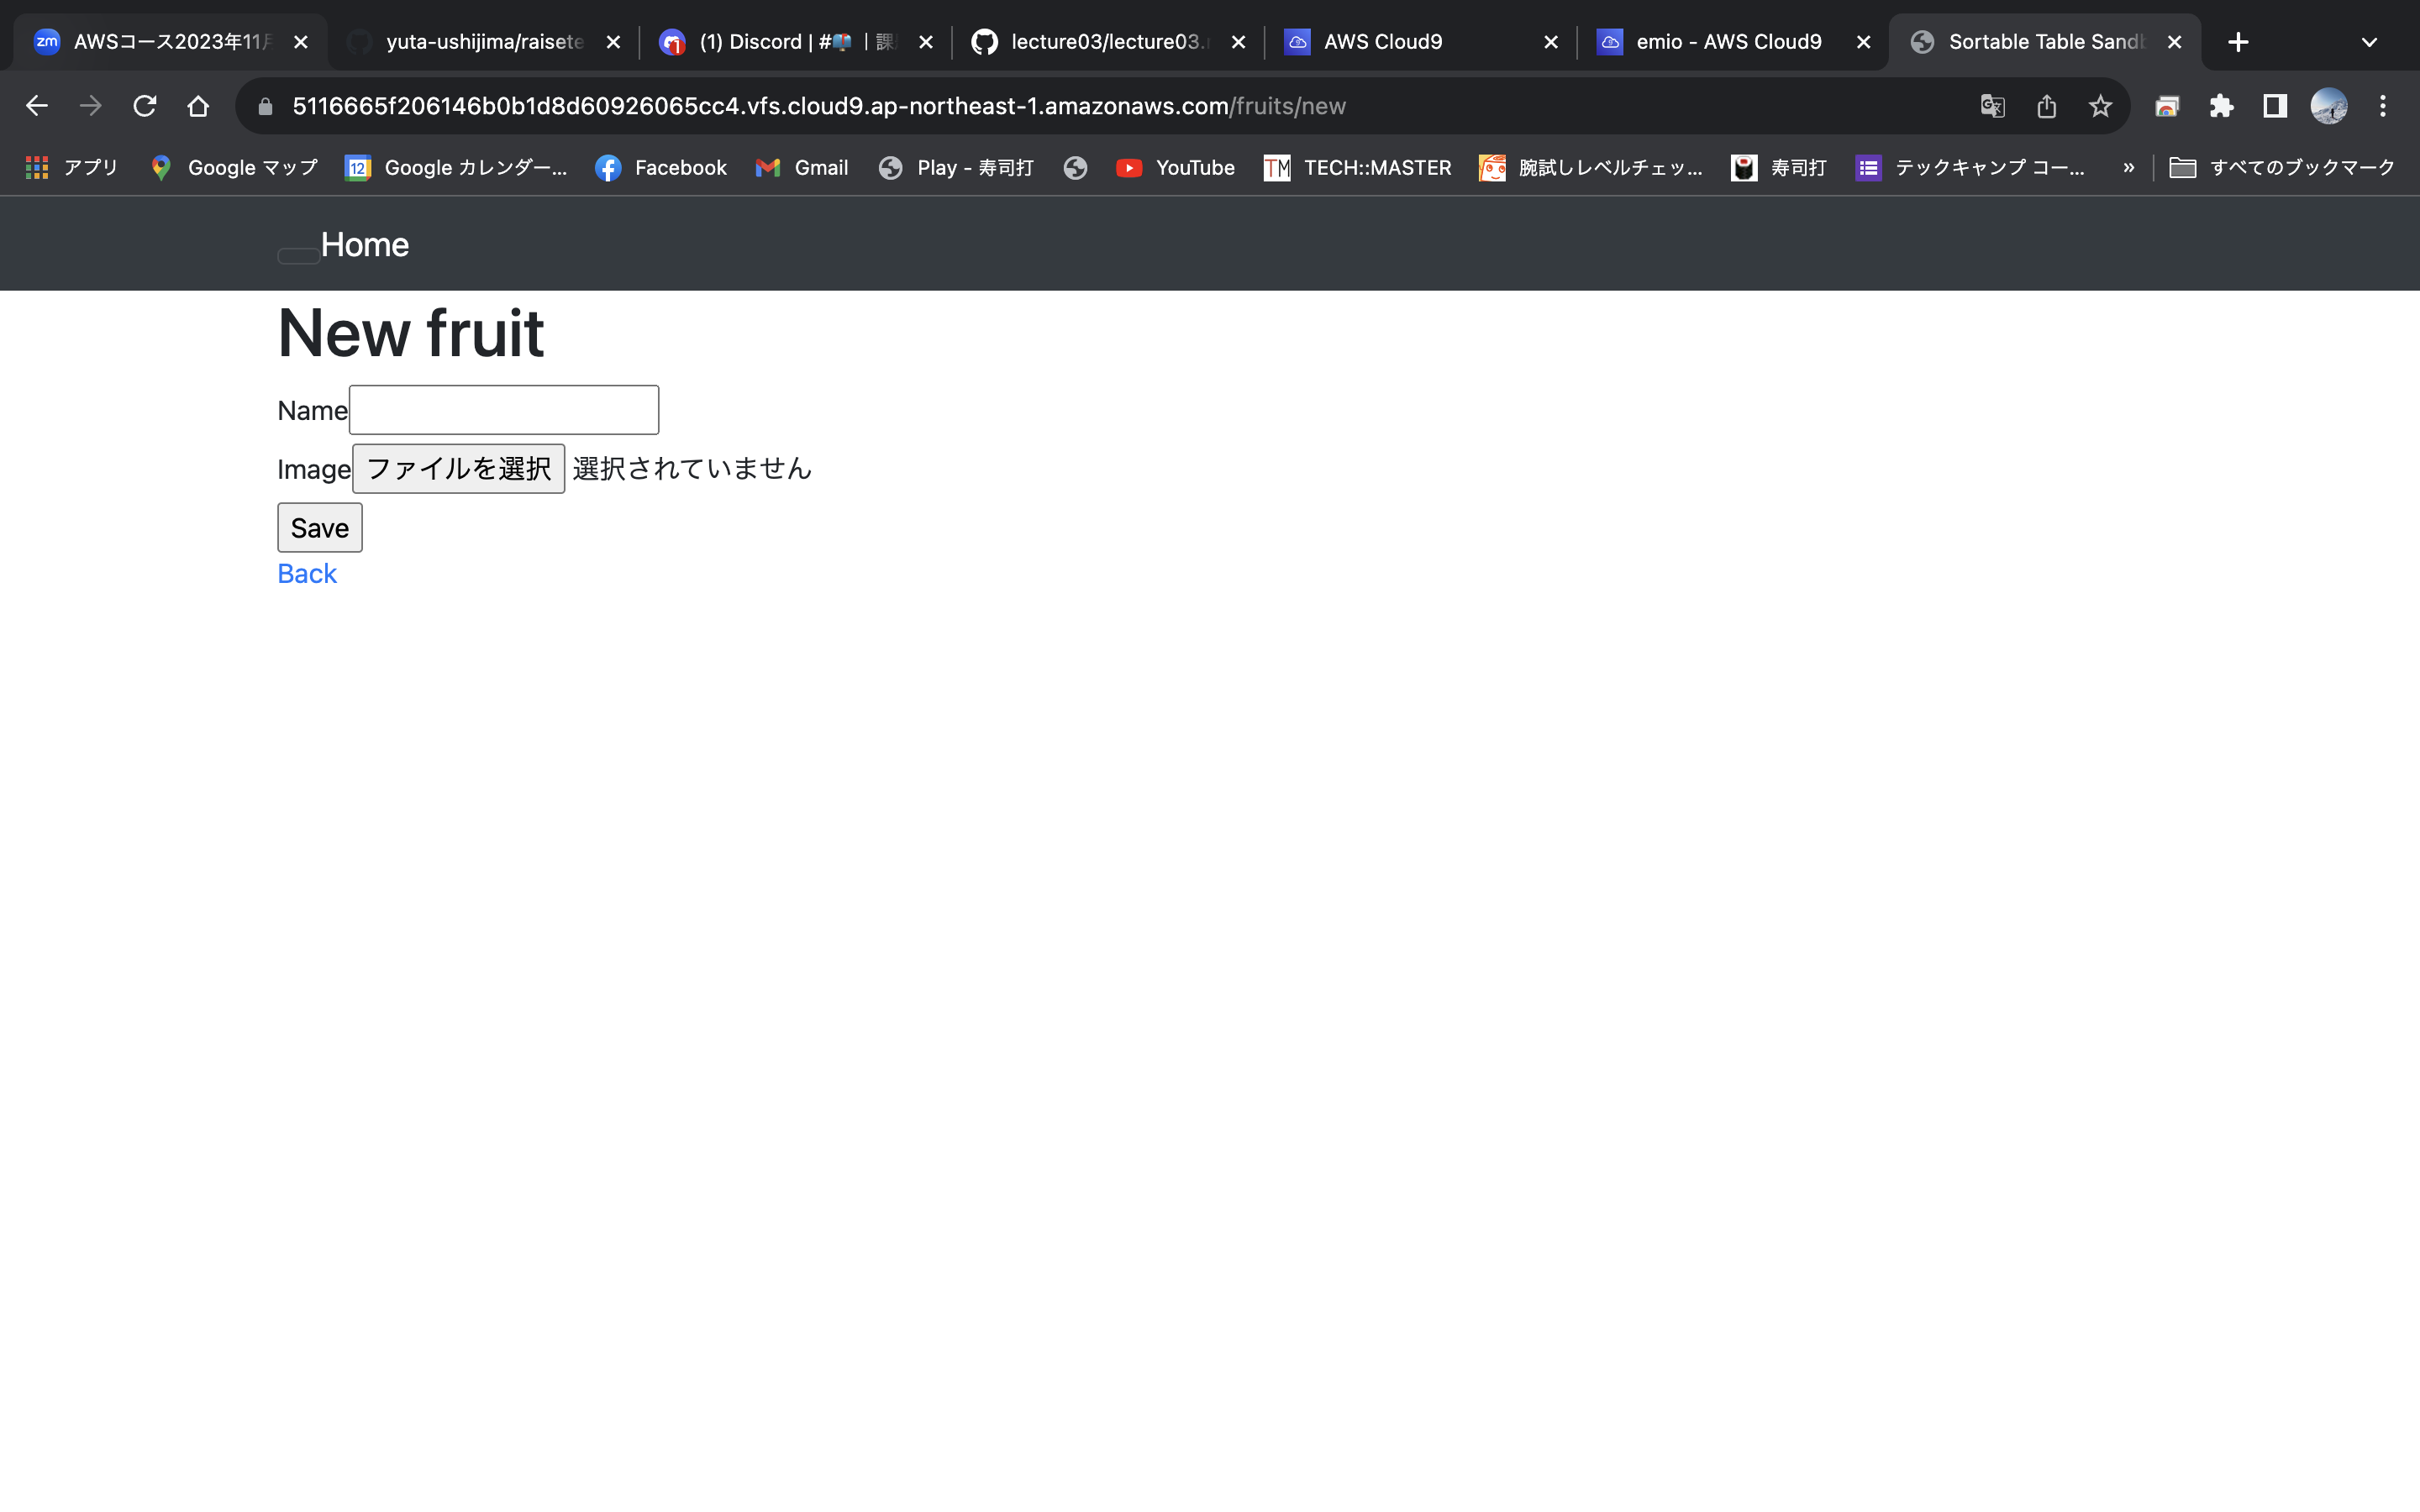 AWSコース2023年11月
yuta-ushijima/raisete
(1) Discord | #📪 | 課
lecture03/lecture03.
AWS Cloud9
emio - AWS Cloud9
Sortable Table Sandb
5116665f206146b0b1d8d60926065cc4.vfs.cloud9.ap-northeast-1.amazonaws.com/fruits/new
アプリ
Google マップ
Google カレンダー...
Facebook
Gmail
Play - 寿司打
YouTube
TECH::MASTER
腕試しレベルチェッ...
寿司打
テックキャンプ コー...
»
すべてのブックマーク
Home
New fruit
Name
Image ファイルを選択 選択されていません
Save
Back